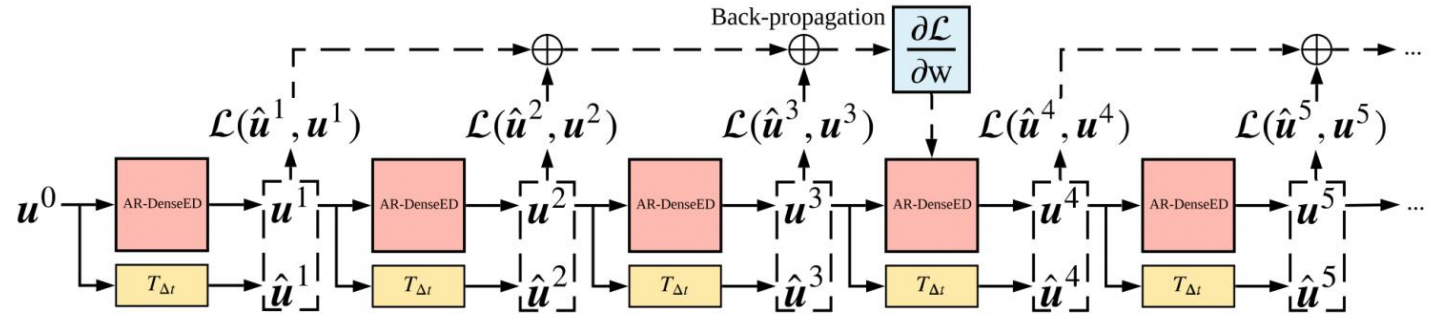 Back-propagation
∂ℒ
∂w
...
ℒ(û¹, u¹) ℒ(û², u²) ℒ(û³, u³) ℒ(û⁴, u⁴) ℒ(û⁵, u⁵)
u⁰ AR-DenseED u¹ AR-DenseED u² AR-DenseED u³ AR-DenseED u⁴ AR-DenseED u⁵ ...
T_Δt û¹ T_Δt û² T_Δt û³ T_Δt û⁴ T_Δt û⁵